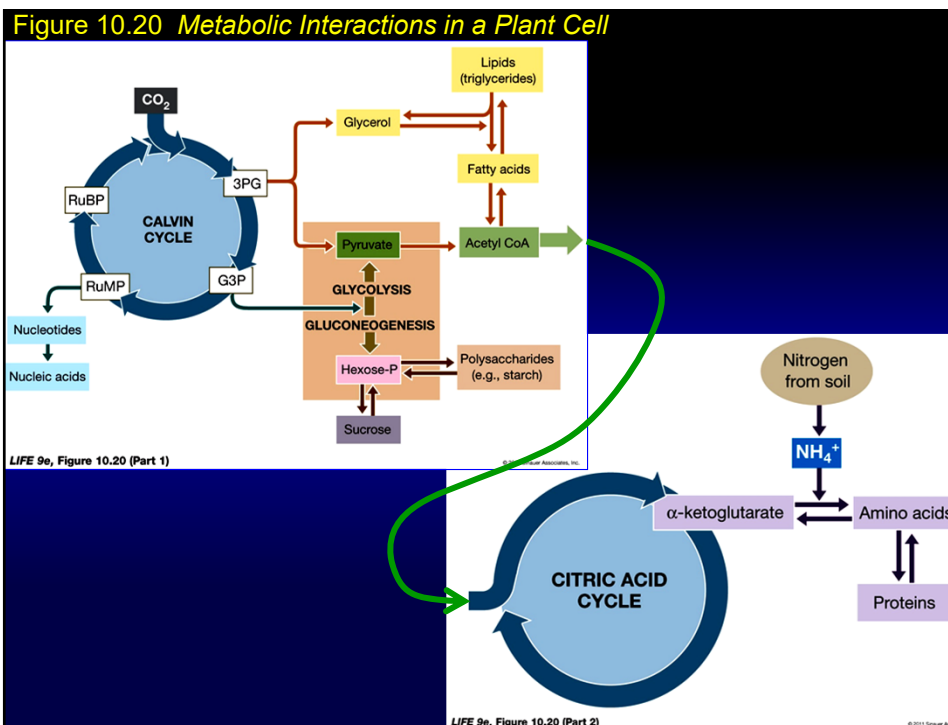 Figure 10.20 Metabolic Interactions in a Plant Cell
Lipids
(triglycerides)
CO2
Glycerol
Fatty acids
3PG
RuBP
CALVIN
CYCLE
Pyruvate
Acetyl CoA
G3P
RuMP
GLYCOLYSIS
GLUCONEOGENESIS
Nucleotides
Nucleic acids
Hexose-P
Polysaccharides
(e.g., starch)
Sucrose
LIFE 9e, Figure 10.20 (Part 1)
Nitrogen
from soil
NH4+
α-ketoglutarate
Amino acids
CITRIC ACID
CYCLE
Proteins
LIFE 9e, Figure 10.20 (Part 2)